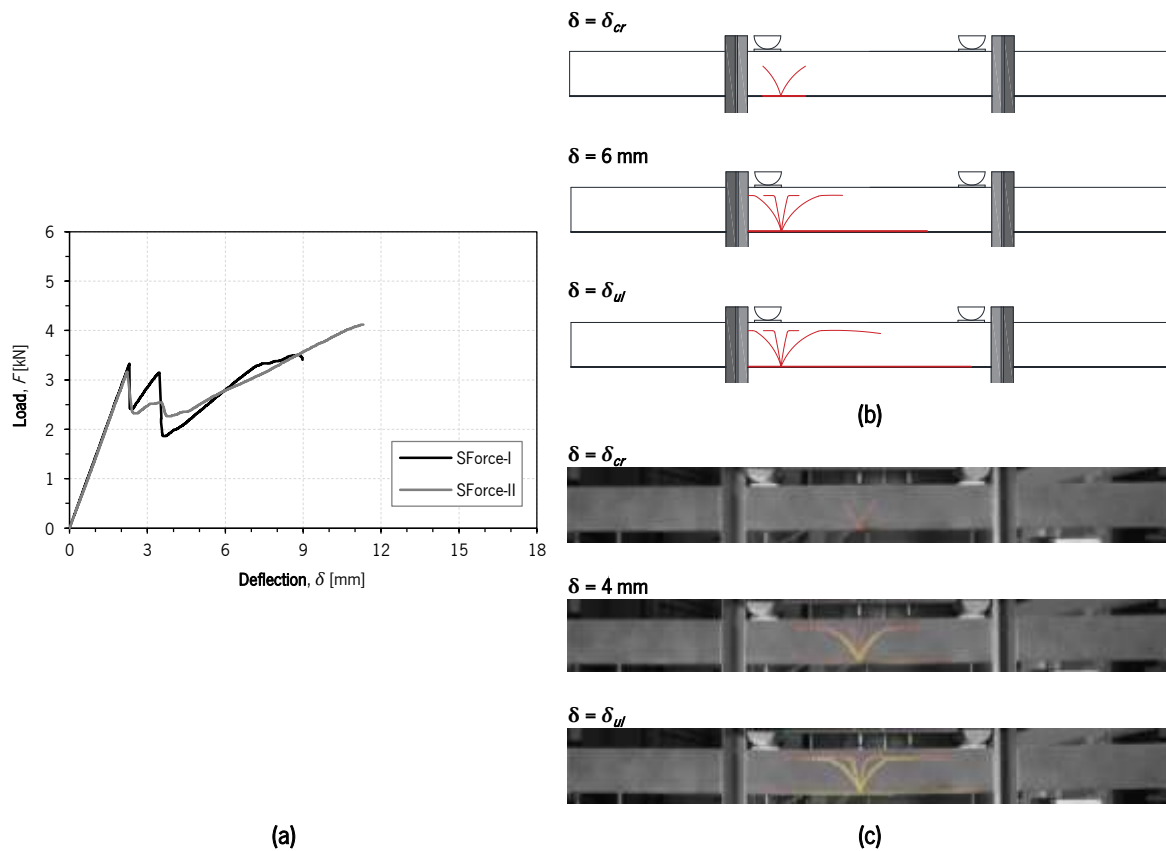 6
5
4
3
2
1
0
Load, F [kN]
0 3 6 9 12 15 18
Deflection, δ [mm]
SForce-I
SForce-II
(a)
δ = δcr
δ = 6 mm
δ = δul
(b)
δ = δcr
δ = 4 mm
δ = δul
(c)